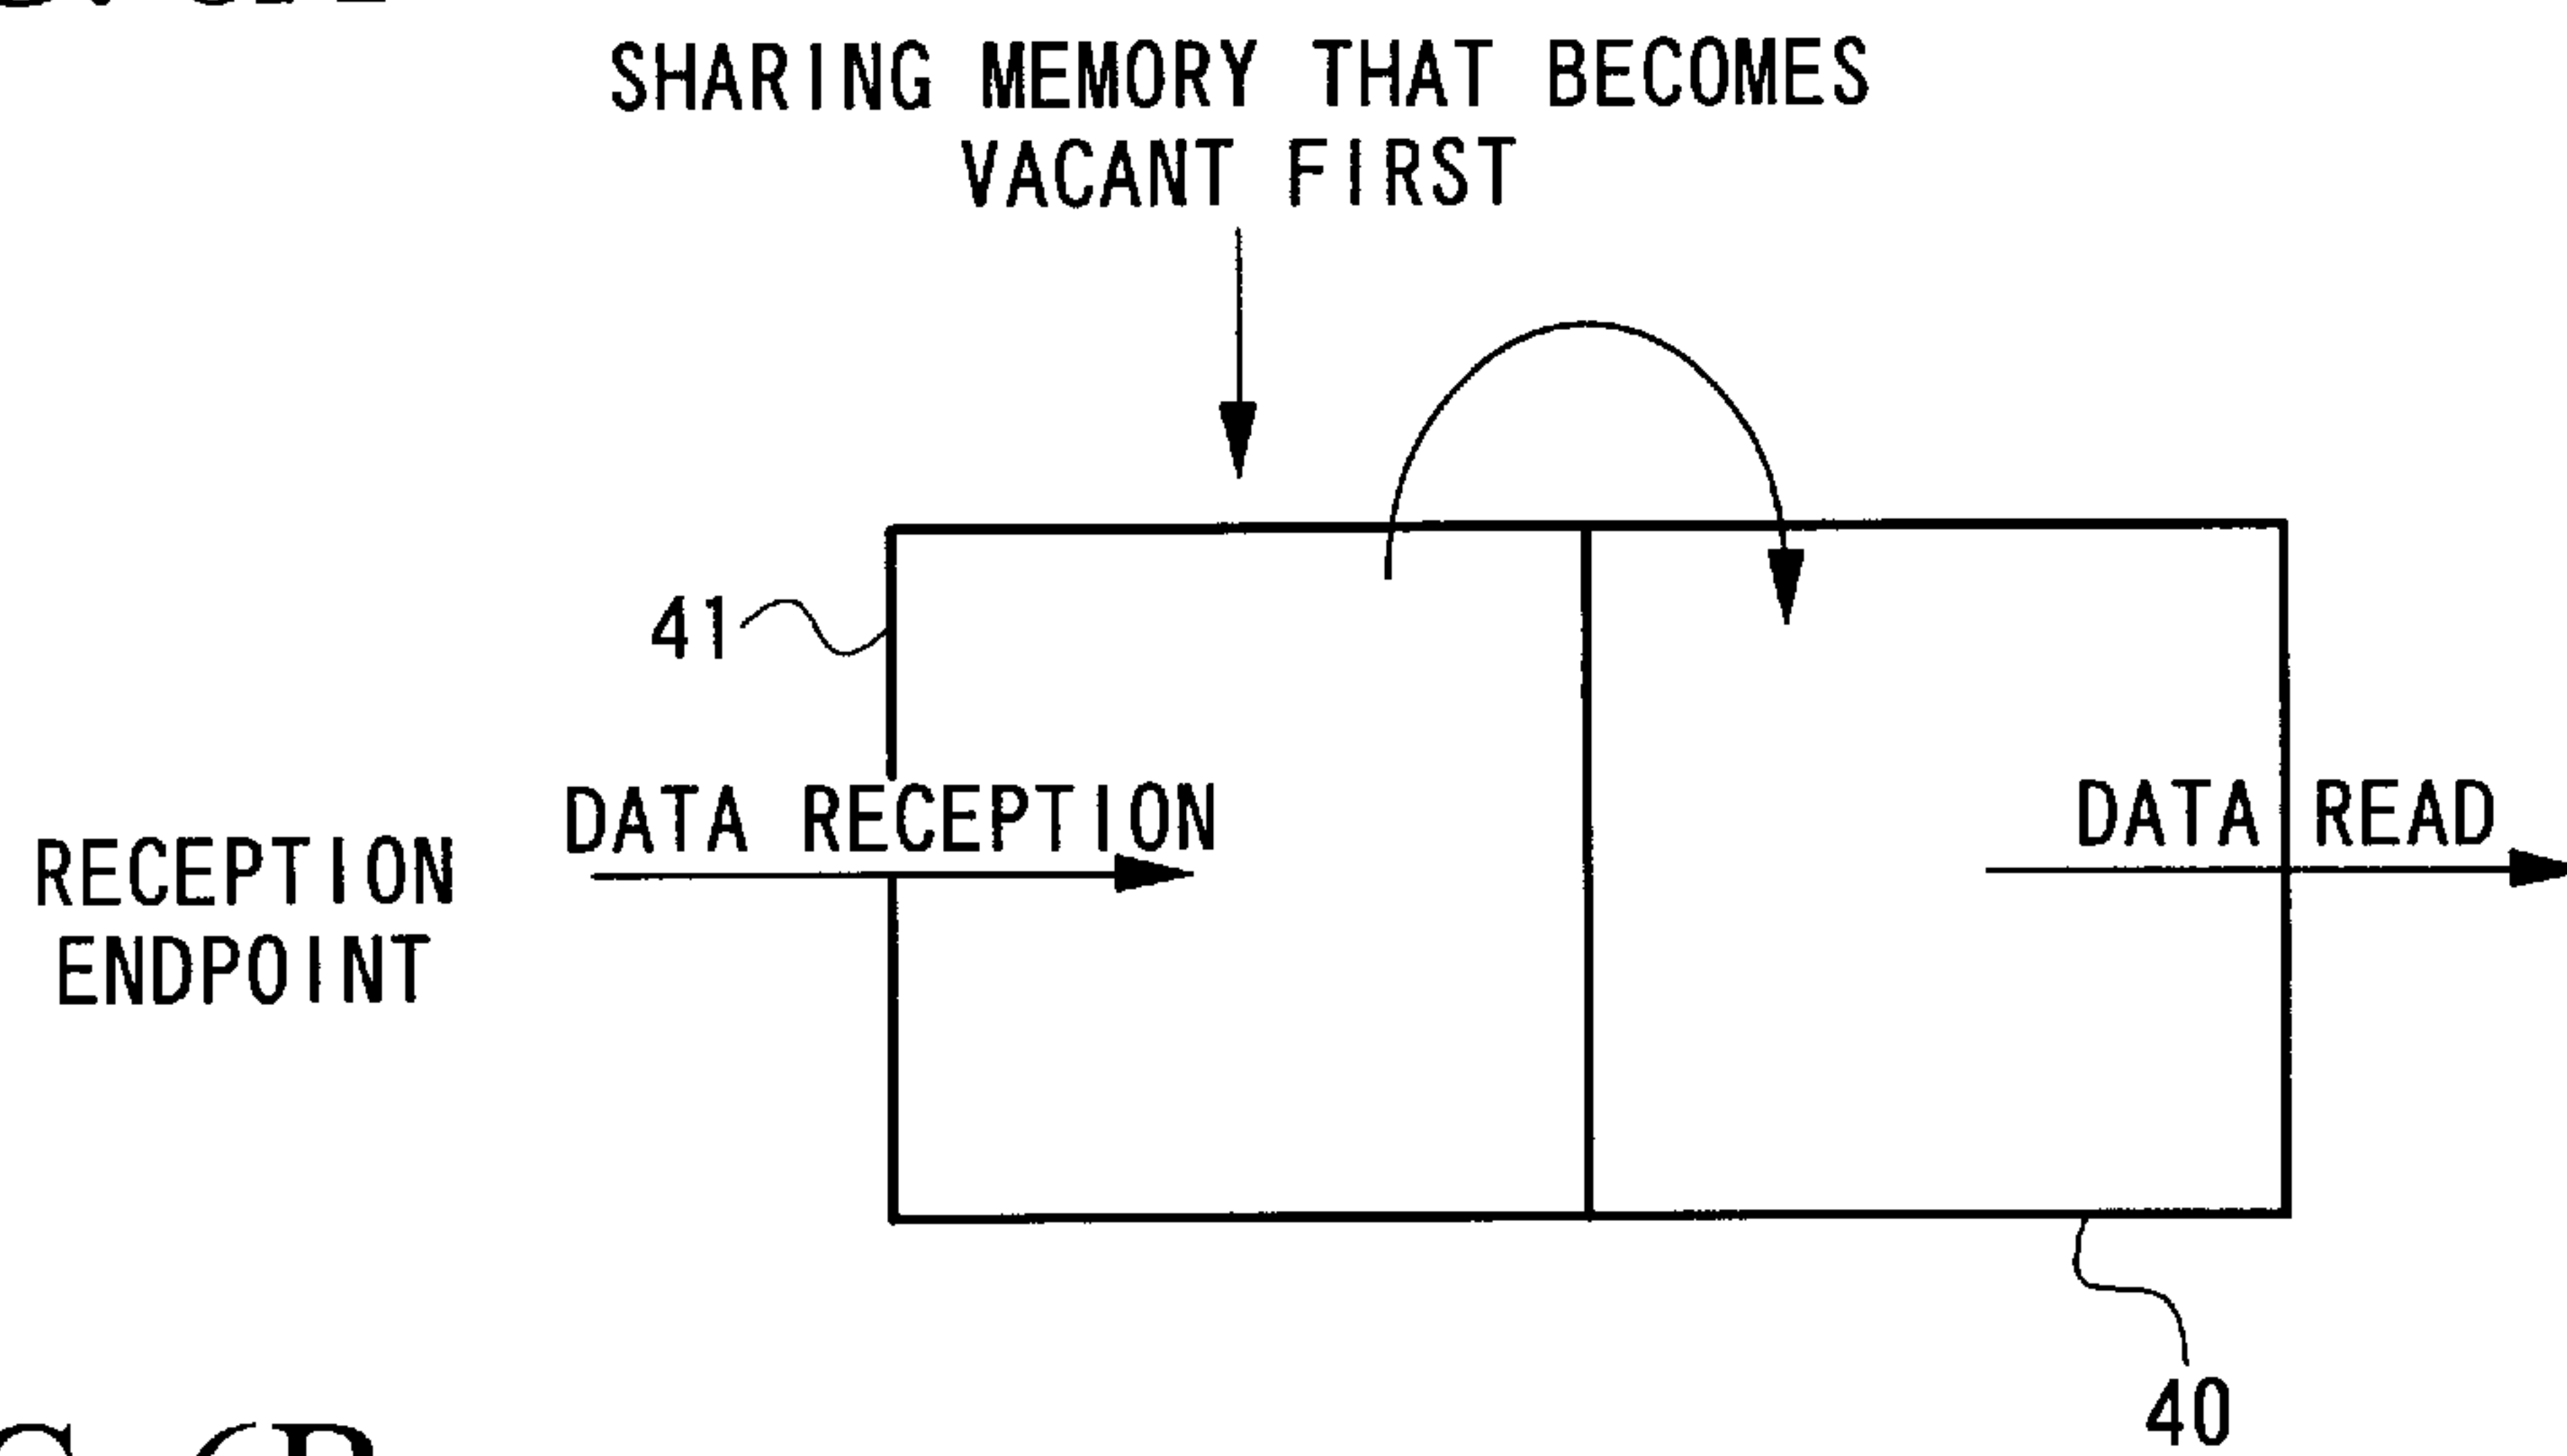 SHARING MEMORY THAT BECOMES
VACANT FIRST
41
DATA RECEPTION
DATA READ
RECEPTION
ENDPOINT
40